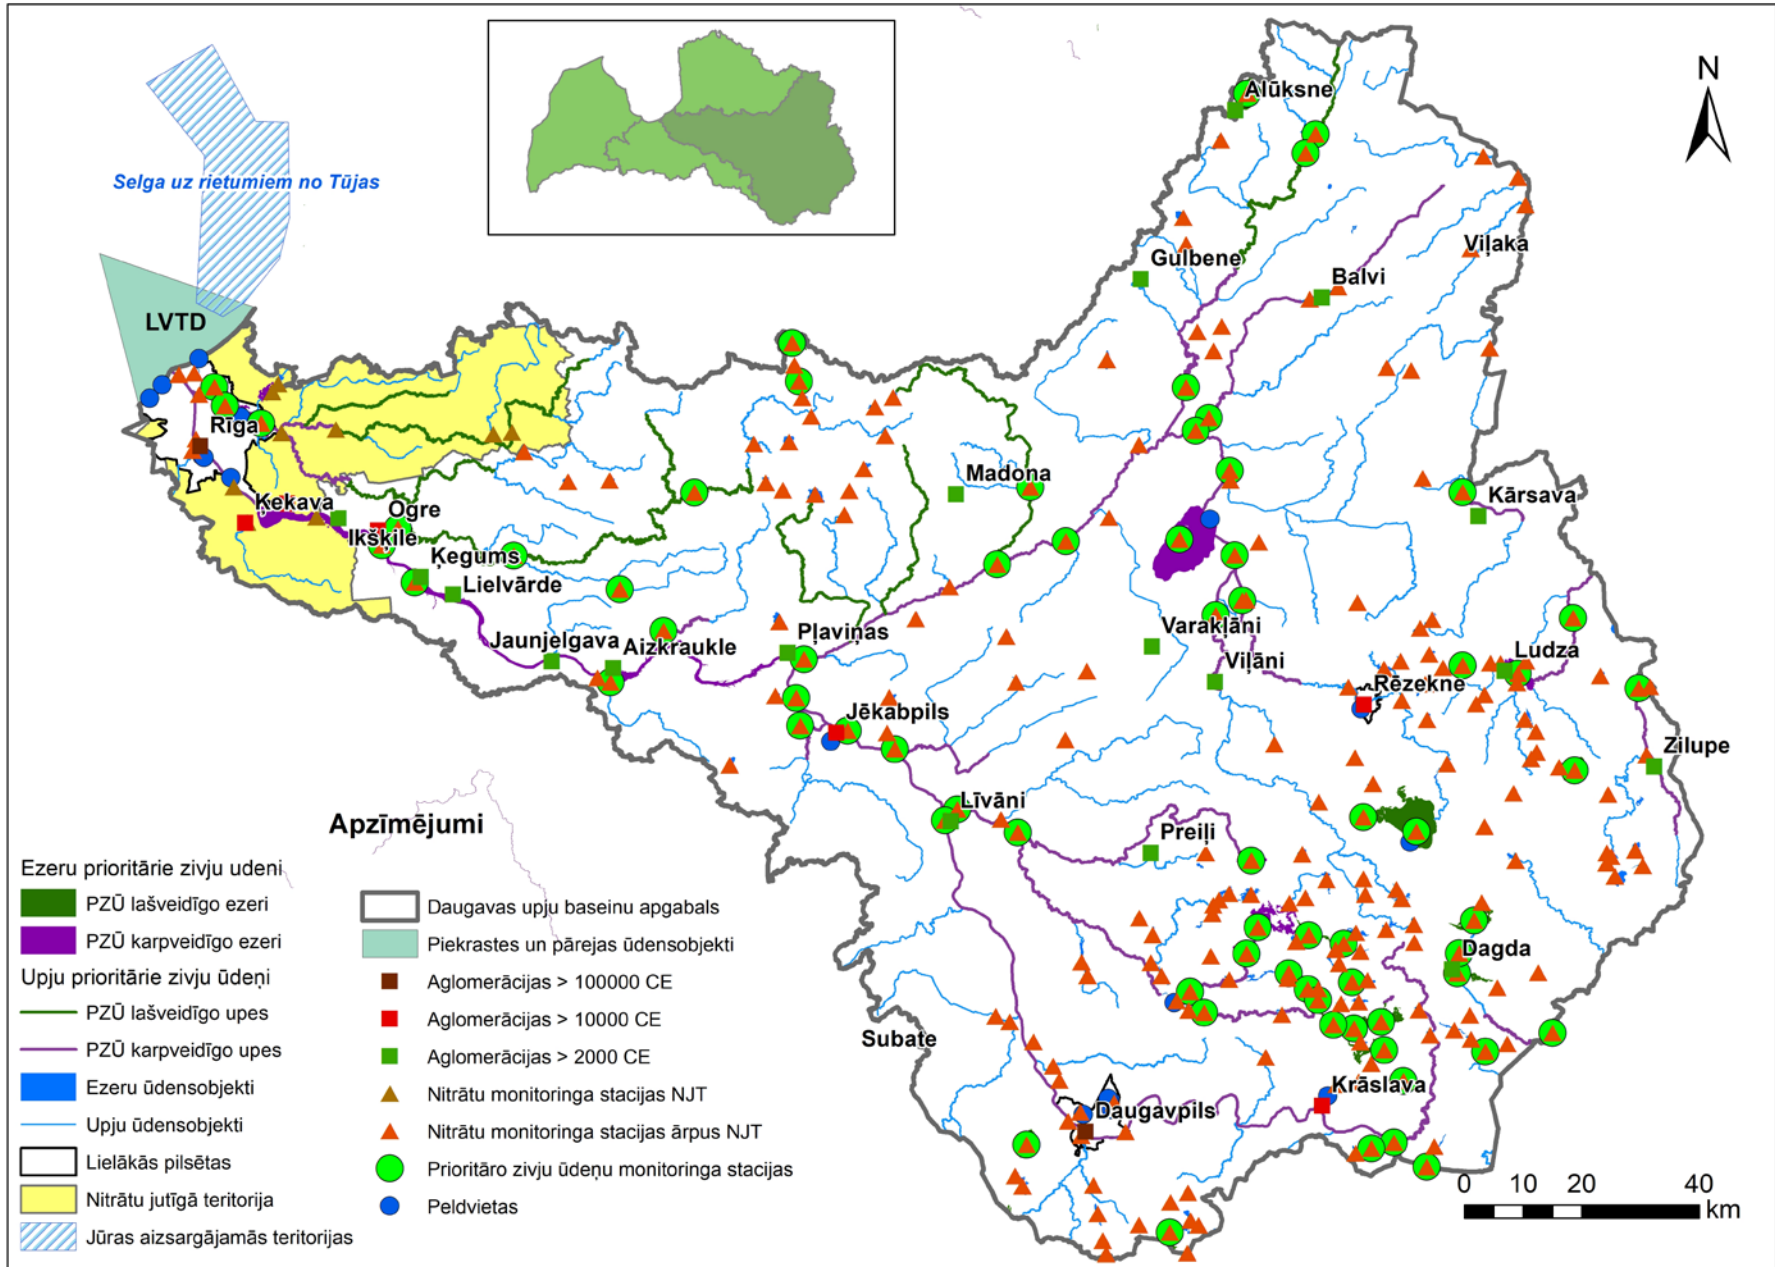 N
Alūksne
Selga uz rietumiem no Tūjas
Viļaka
Gulbene
Balvi
LVTD
Rīga
Madona
Kārsava
Ķekava
Ogre
Ikšķile
Ķegums
Lielvārde
Varakļāni
Pļaviņas
Jaunjelgava
Aizkraukle
Viļāni
Ludza
Rēzekne
Jēkabpils
Zilupe
Līvāni
Preiļi
Dagda
Subate
Krāslava
Daugavpils
Apzīmējumi
Ezeru prioritārie zivju udeni
PZŪ lašveidīgo ezeri
PZŪ karpveidīgo ezeri
Upju prioritārie zivju ūdeņi
PZŪ lašveidīgo upes
PZŪ karpveidīgo upes
Ezeru ūdensobjekti
Upju ūdensobjekti
Lielākās pilsētas
Nitrātu jutīgā teritorija
Jūras aizsargājamās teritorijas
Daugavas upju baseinu apgabals
Piekrastes un pārejas ūdensobjekti
Aglomerācijas > 100000 CE
Aglomerācijas > 10000 CE
Aglomerācijas > 2000 CE
Nitrātu monitoringa stacijas NJT
Nitrātu monitoringa stacijas ārpus NJT
Prioritāro zivju ūdeņu monitoringa stacijas
Peldvietas
0 10 20 40
km